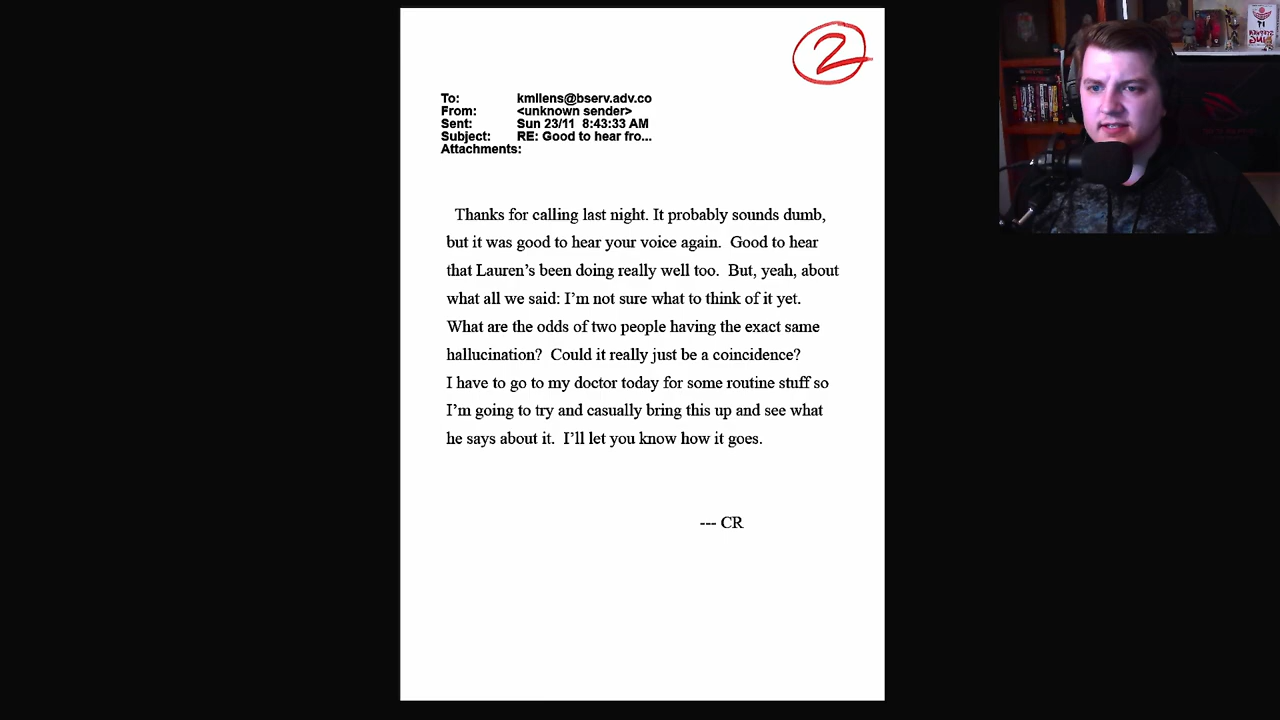 2
To: kmllens@bserv.adv.co
From: <unknown sender>
Sent: Sun 23/11 8:43:33 AM
Subject: RE: Good to hear fro...
Attachments:
Thanks for calling last night. It probably sounds dumb,
but it was good to hear your voice again. Good to hear
that Lauren’s been doing really well too. But, yeah, about
what all we said: I’m not sure what to think of it yet.
What are the odds of two people having the exact same
hallucination? Could it really just be a coincidence?
I have to go to my doctor today for some routine stuff so
I’m going to try and casually bring this up and see what
he says about it. I’ll let you know how it goes.
--- CR